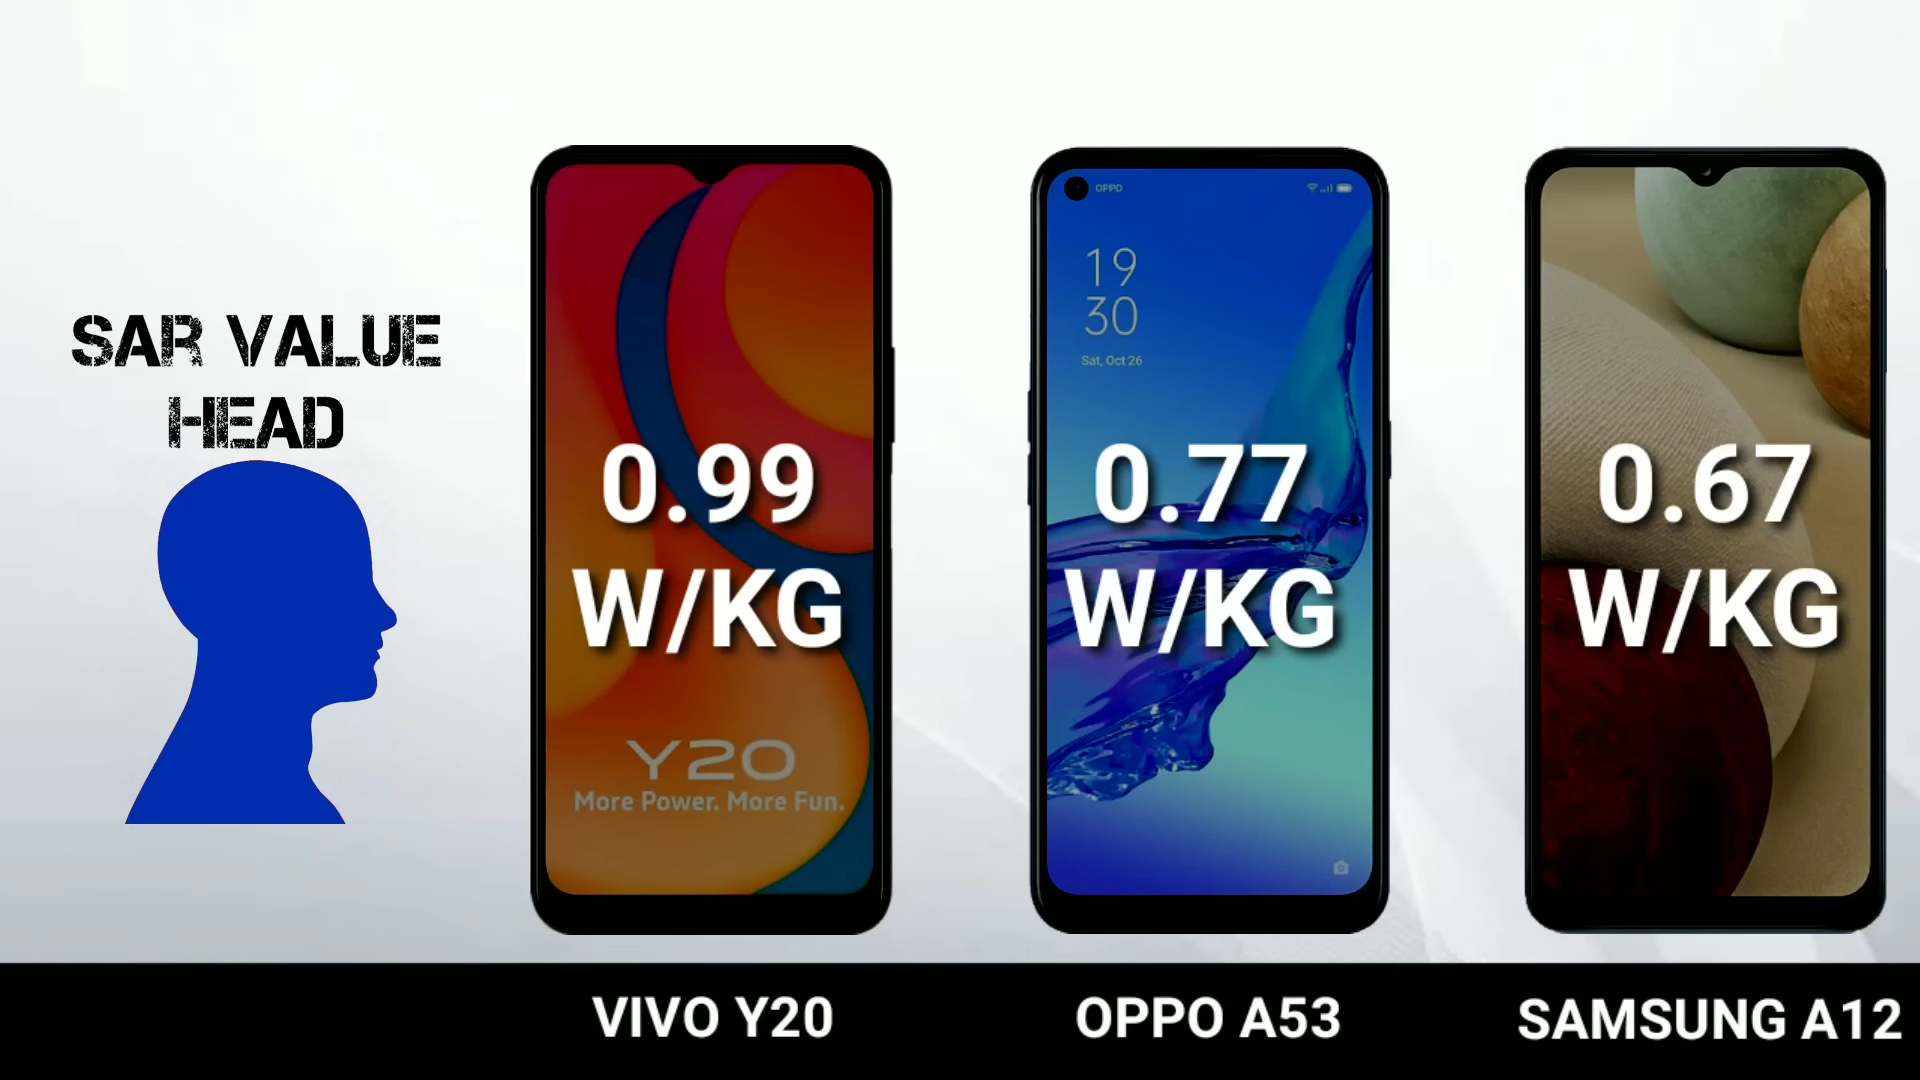 SAR VALUE
HEAD
0.99
W/KG
Y20
More Power. More Fun.
VIVO Y20
OPPO
19
30
Sat, Oct 26
0.77
W/KG
OPPO A53
0.67
W/KG
SAMSUNG A12